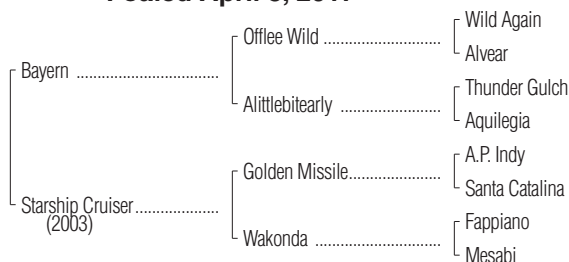 Foaled April
Wild Again
Offlee Wild ..............................
Alvear
Bayern .....................................
Thunder Gulch
Alittlebitearly ..........................
Aquilegia
A.P. Indy
Golden Missile.......................
Santa Catalina
Starship Cruiser......................
(2003)
Fappiano
Wakonda ................................
Mesabi